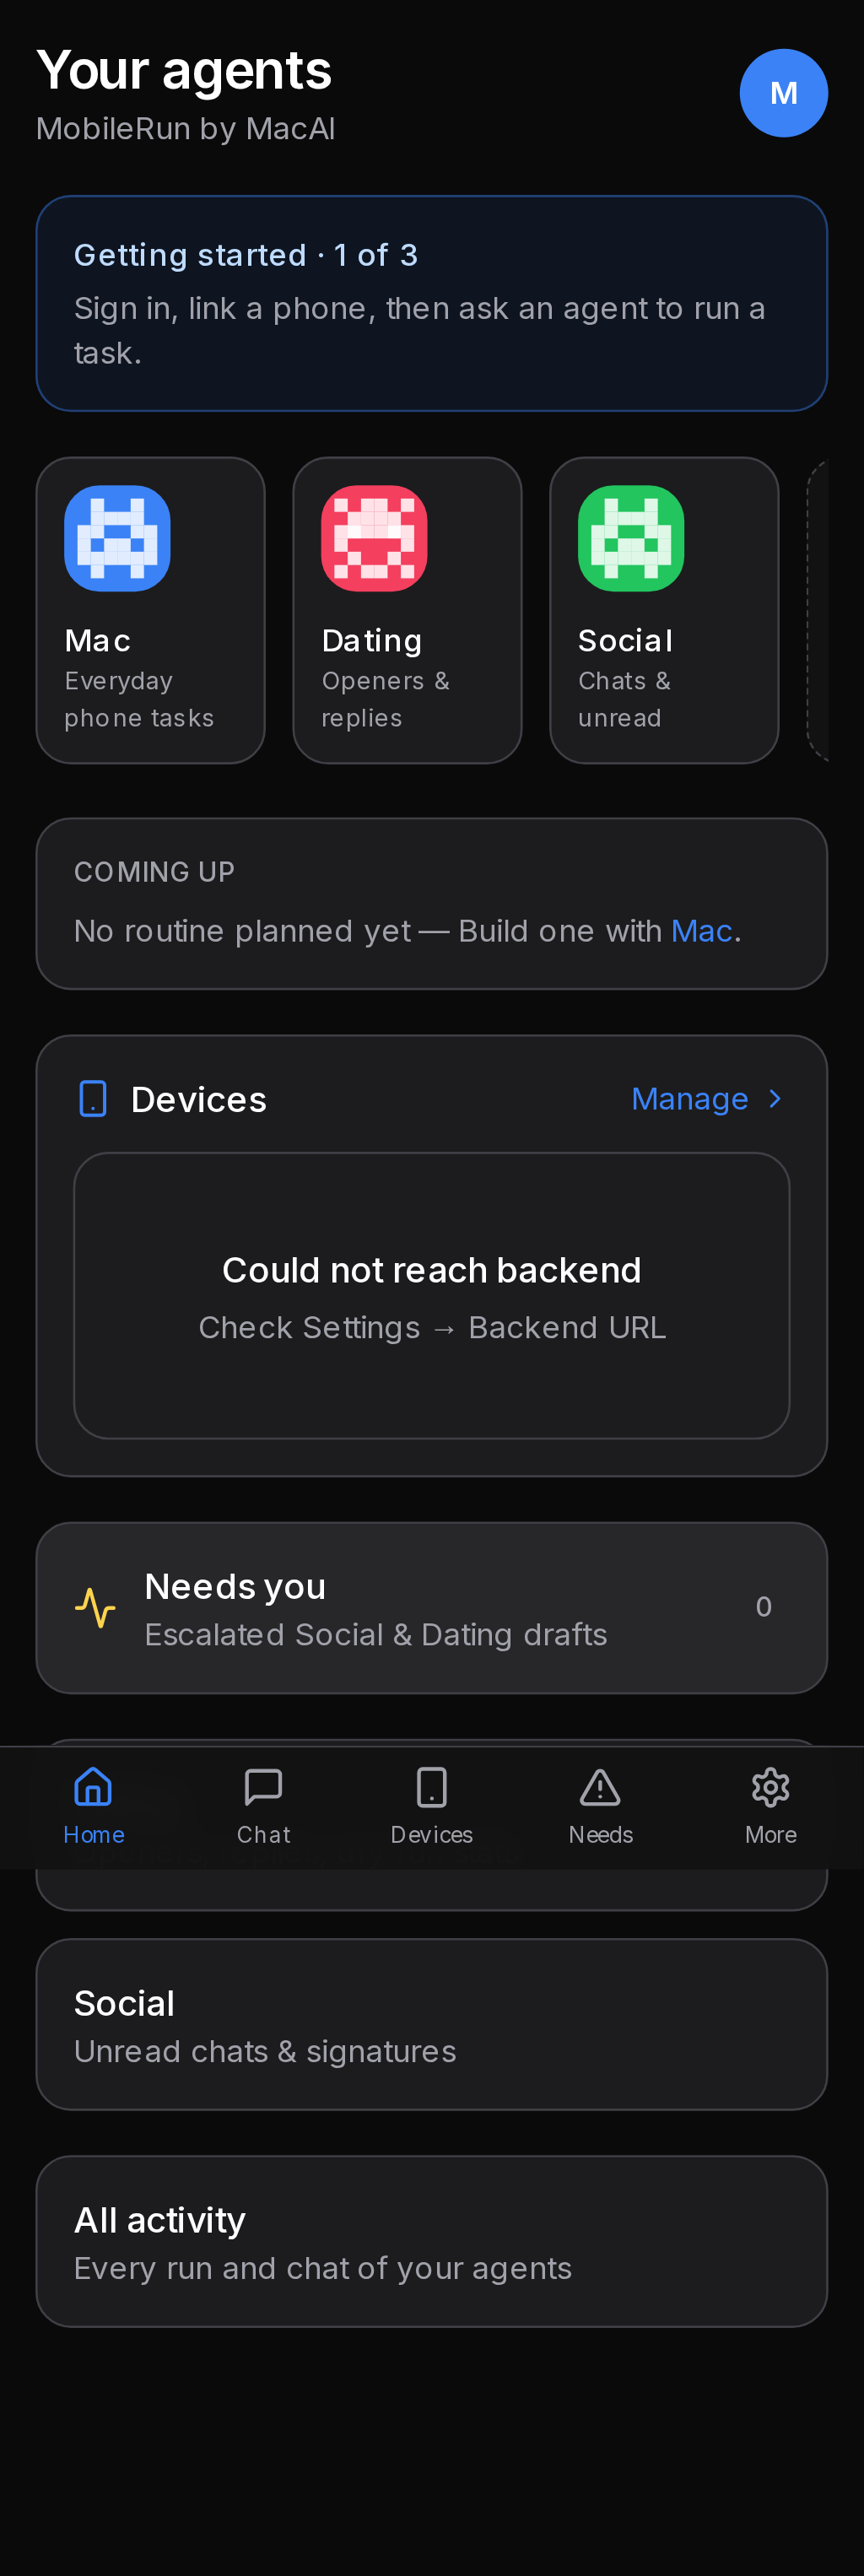 Your agents
MobileRun by MacAI
M
Getting started · 1 of 3
Sign in, link a phone, then ask an agent to run a
task.
Mac
Everyday
phone tasks
Dating
Openers &
replies
Social
Chats &
unread
COMING UP
No routine planned yet — Build one with Mac.
Devices
Manage
Could not reach backend
Check Settings → Backend URL
Needs you
Escalated Social & Dating drafts
0
Home
Chat
Devices
Needs
More
Social
Unread chats & signatures
All activity
Every run and chat of your agents